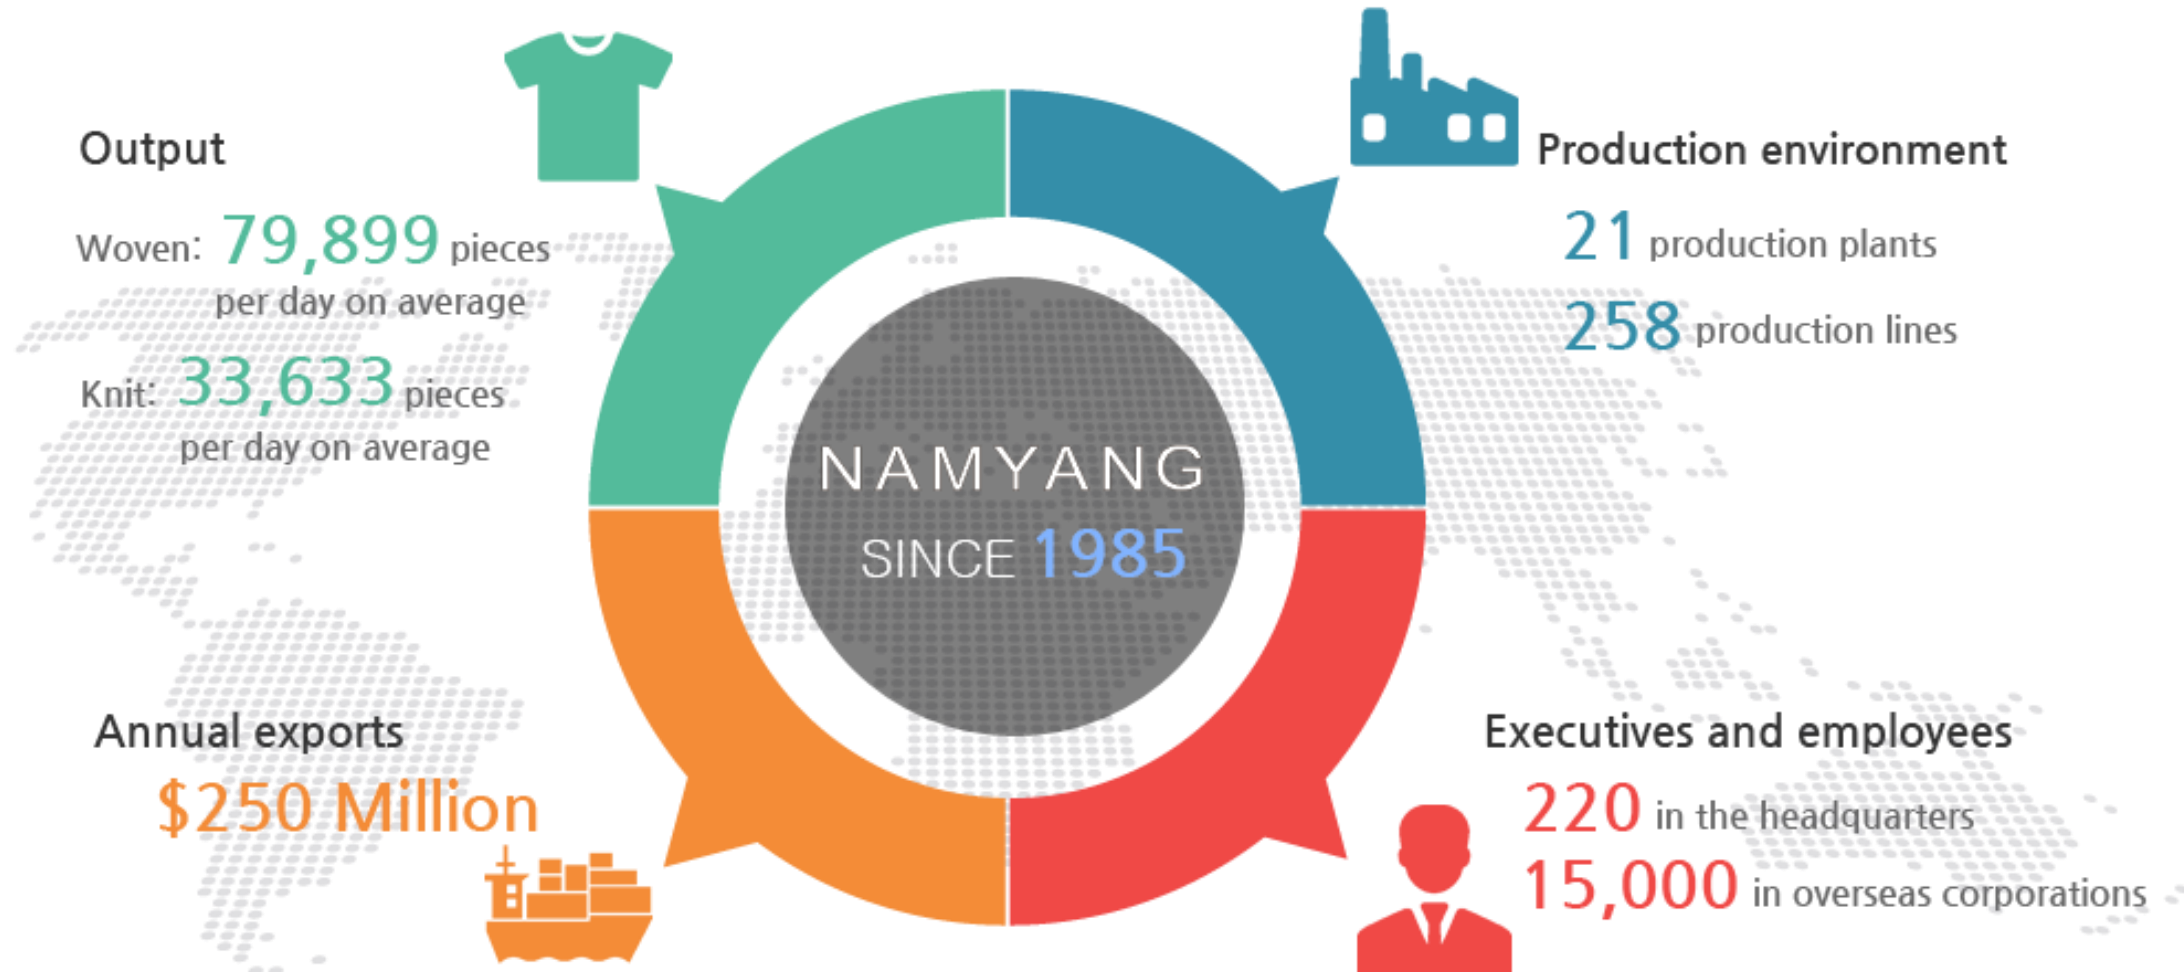 Output
Woven: 79,899 pieces
per day on average
Knit: 33,633 pieces
per day on average
Production environment
21 production plants
258 production lines
NAMYANG
SINCE 1985
Annual exports
$250 Million
Executives and employees
220 in the headquarters
15,000 in overseas corporations